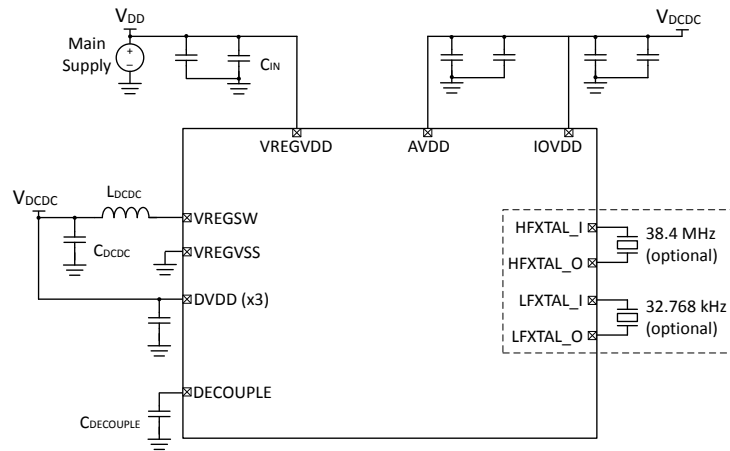 VDD
VDCDC
Main
Supply
+
−
CIN
VREGVDD
AVDD
IOVDD
VDCDC
LDCDC
VREGSW
HFXTAL_I
38.4 MHz
(optional)
CDCDC
VREGVSS
HFXTAL_O
DVDD (x3)
LFXTAL_I
32.768 kHz
(optional)
LFXTAL_O
DECOUPLE
CDECOUPLE